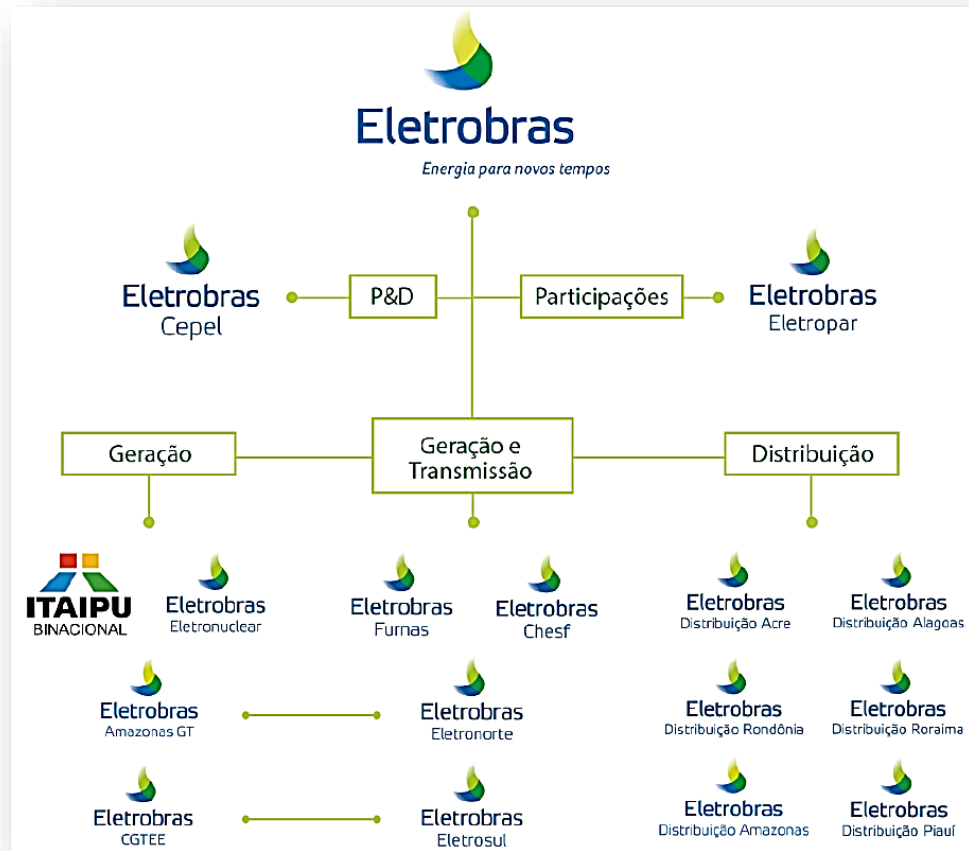 Eletrobras
Energia para novos tempos
Eletrobras
Cepel
P&D
Participações
Eletrobras
Eletropar
Geração
Geração e
Transmissão
Distribuição
ITAIPU
BINACIONAL
Eletrobras
Eletronuclear
Eletrobras
Furnas
Eletrobras
Chesf
Eletrobras
Distribuição Acre
Eletrobras
Distribuição Alagoas
Eletrobras
Amazonas GT
Eletrobras
Eletronorte
Eletrobras
Distribuição Rondônia
Eletrobras
Distribuição Roraima
Eletrobras
CGTEE
Eletrobras
Eletrosul
Eletrobras
Distribuição Amazonas
Eletrobras
Distribuição Piauí